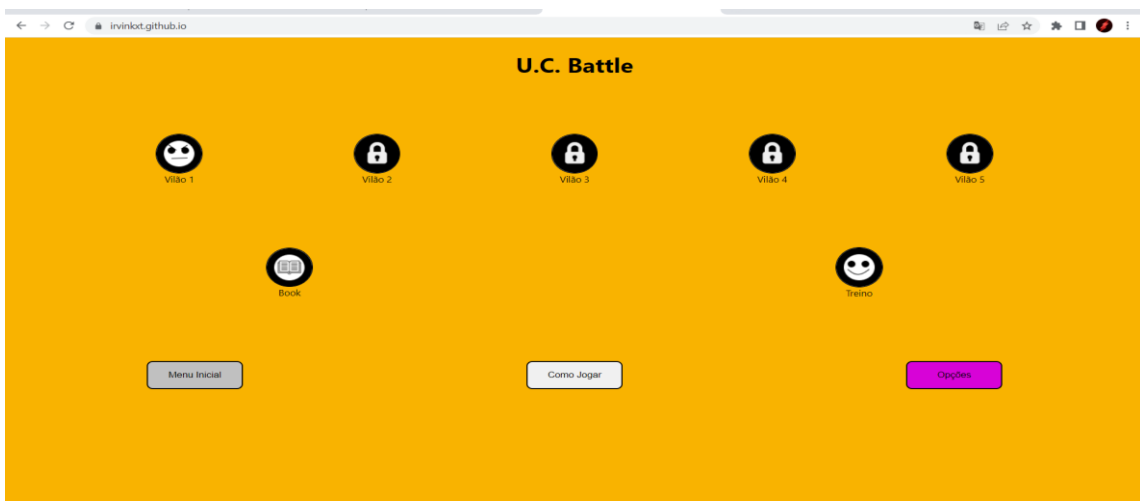 irvinkxt.github.io
U.C. Battle
Vilão 1
Vilão 2
Vilão 3
Vilão 4
Vilão 5
Book
Treino
Menu Inicial
Como Jogar
Opções